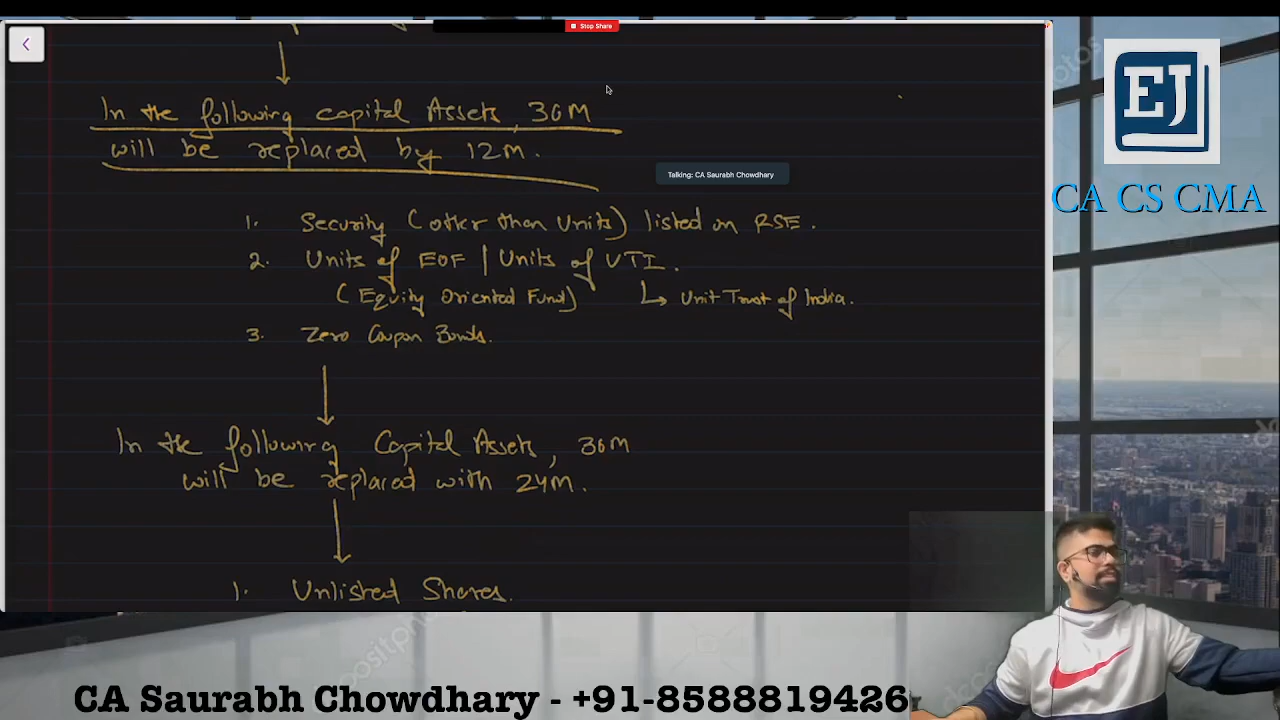 Stop Share
In the following capital Assets, 36M
will be replaced by 12M.
Talking: CA Saurabh Chowdhary
1. Security (other than Units) listed on RSE.
2. Units of EOF | Units of UTI.
(Equity Oriented Fund) ↳ Unit Trust of India.
3. Zero Coupon Bonds.
In the following Capital Assets, 36M
will be replaced with 24M.
1. Unlisted Shares.
EJ
CA CS CMA
CA Saurabh Chowdhary - +91-8588819426